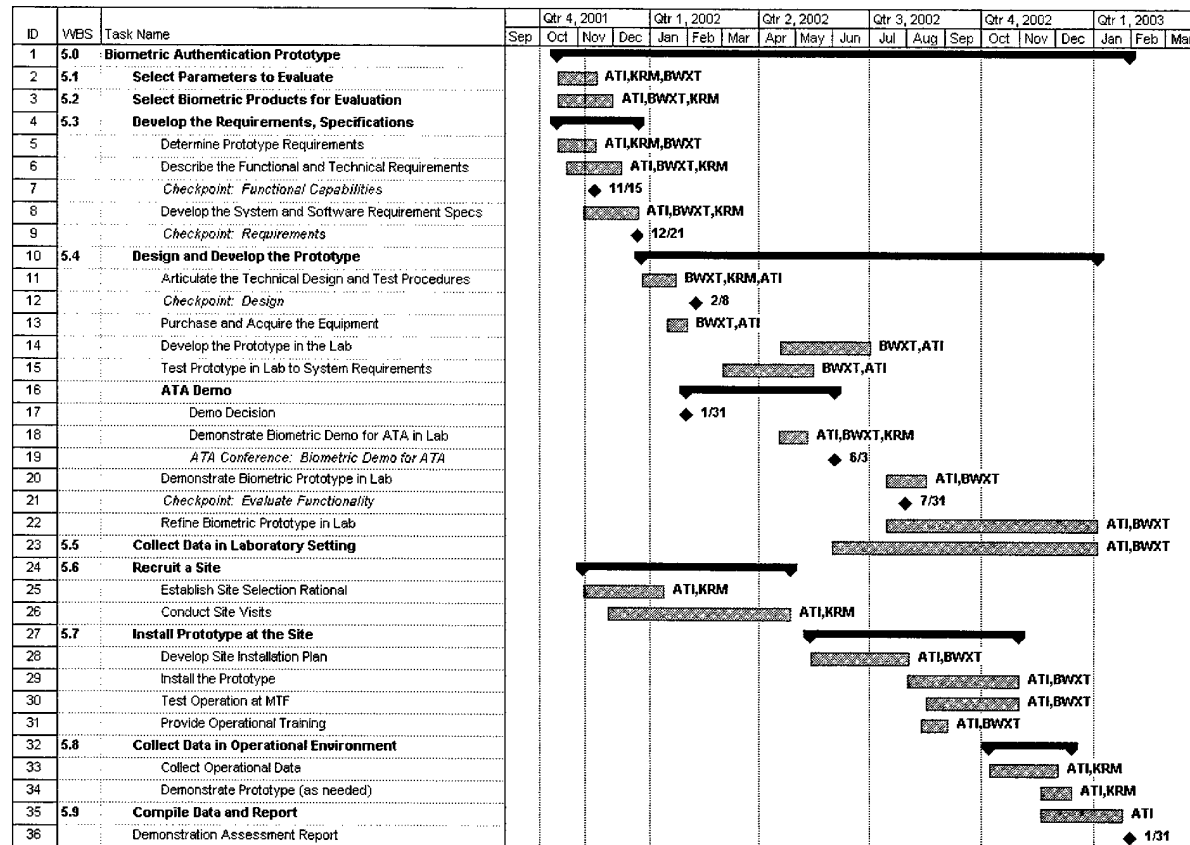 Qtr 4, 2001 Qtr 1, 2002 Qtr 2, 2002 Qtr 3, 2002 Qtr 4, 2002 Qtr 1, 2003
ID WBS Task Name Sep Oct Nov Dec Jan Feb Mar Apr May Jun Jul Aug Sep Oct Nov Dec Jan Feb Mar
1 5.0 Biometric Authentication Prototype
2 5.1 Select Parameters to Evaluate ATI,KRM,BWXT
3 5.2 Select Biometric Products for Evaluation ATI,BWXT,KRM
4 5.3 Develop the Requirements, Specifications
5 Determine Prototype Requirements ATI,KRM,BWXT
6 Describe the Functional and Technical Requirements ATI,BWXT,KRM
7 Checkpoint: Functional Capabilities 11/15
8 Develop the System and Software Requirement Specs ATI,BWXT,KRM
9 Checkpoint: Requirements 12/21
10 5.4 Design and Develop the Prototype
11 Articulate the Technical Design and Test Procedures BWXT,KRM,ATI
12 Checkpoint: Design 2/8
13 Purchase and Acquire the Equipment BWXT,ATI
14 Develop the Prototype in the Lab BWXT,ATI
15 Test Prototype in Lab to System Requirements BWXT,ATI
16 ATA Demo
17 Demo Decision 1/31
18 Demonstrate Biometric Demo for ATA in Lab ATI,BWXT,KRM
19 ATA Conference: Biometric Demo for ATA 6/3
20 Demonstrate Biometric Prototype in Lab ATI,BWXT
21 Checkpoint: Evaluate Functionality 7/31
22 Refine Biometric Prototype in Lab ATI,BWXT
23 5.5 Collect Data in Laboratory Setting ATI,BWXT
24 5.6 Recruit a Site
25 Establish Site Selection Rational ATI,KRM
26 Conduct Site Visits ATI,KRM
27 5.7 Install Prototype at the Site
28 Develop Site Installation Plan ATI,BWXT
29 Install the Prototype ATI,BWXT
30 Test Operation at MTF ATI,BWXT
31 Provide Operational Training ATI,BWXT
32 5.8 Collect Data in Operational Environment
33 Collect Operational Data ATI,KRM
34 Demonstrate Prototype (as needed) ATI,KRM
35 5.9 Compile Data and Report ATI
36 Demonstration Assessment Report 1/31